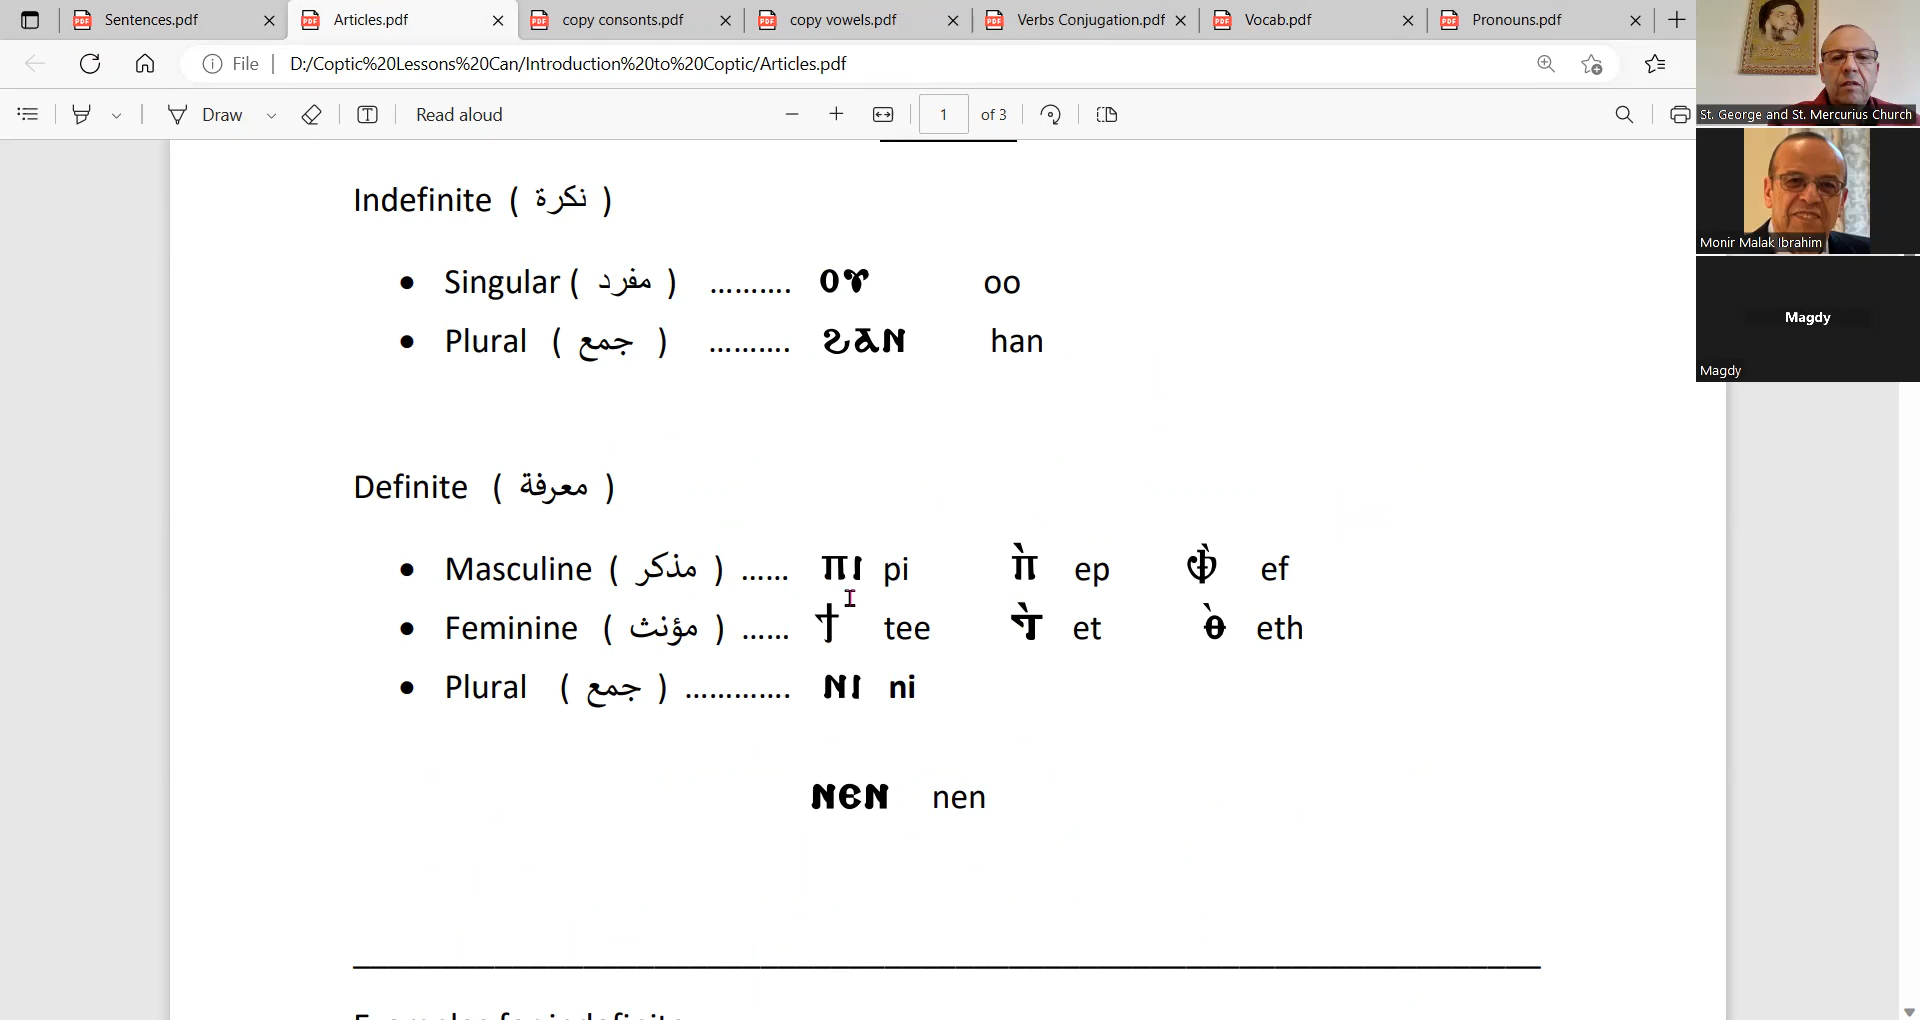 Sentences.pdf Articles.pdf copy consonts.pdf copy vowels.pdf Verbs Conjugation.pdf Vocab.pdf Pronouns.pdf
File D:/Coptic%20Lessons%20Can/Introduction%20to%20Coptic/Articles.pdf
Draw Read aloud 1 of 3
St. George and St. Mercurius Church
Monir Malak Ibrahim
Magdy
Magdy
Indefinite ( نكرة )
• Singular ( مفرد ) .......... ⲟⲩ oo
• Plural ( جمع ) .......... ϩⲁⲛ han
Definite ( معرفة )
• Masculine ( مذكر ) ...... ⲡⲓ pi ⲡ̀ ep ⲫ̀ ef
• Feminine ( مؤنث ) ...... ϯ tee ⲧ̀ et ⲑ̀ eth
• Plural ( جمع ) ............. ⲛⲓ ni
ⲛⲉⲛ nen